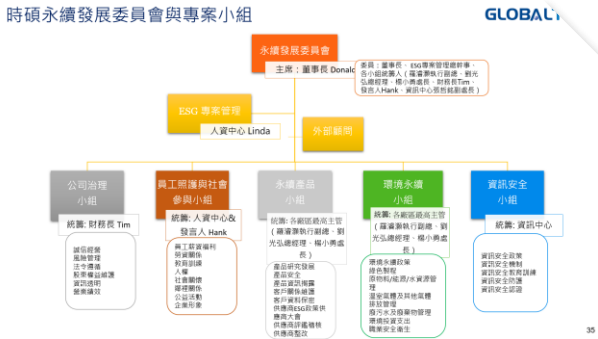 時碩永續發展委員會與專案小組
GLOBALT
永續發展委員會
主席：董事長 Donald
委員：董事長、ESG專案管理總幹事、
各小組統籌人（羅濬灝執行副總、劉光
弘總經理、楊小勇處長、財務長Tim、
發言人Hank、資訊中心張哲銘副處長）
ESG 專案管理
人資中心 Linda
外部顧問
公司治理
小組
統籌: 財務長 Tim
誠信經營
風險管理
法令遵循
股東權益維護
資訊透明
營業績效
員工照護與社會
參與小組
統籌: 人資中心&
發言人 Hank
員工薪資福利
勞資關係
教育訓練
人權
社會關懷
鄰裡關係
公益活動
企業形象
永續產品
小組
統籌: 各廠區最高主管
（羅濬灝執行副總、劉
光弘總經理、楊小勇處
長）
產品研究發展
產品安全
產品資訊揭露
客戶關係維護
客戶資料保密
供應商ESG政策供
應商大會
供應商評鑑稽核
供應商整改
環境永續
小組
統籌: 各廠區最高主管
（羅濬灝執行副總、劉
光弘總經理、楊小勇處
長）
環境永續政策
綠色製程
原物料/能源/水資源管
理
溫室氣體及其他氣體
排放管理
廢污水及廢棄物管理
環境投資支出
職業安全衛生
資訊安全
小組
統籌: 資訊中心
資訊安全政策
資訊安全機制
資訊安全教育訓練
資訊安全防護
資訊安全認證
35